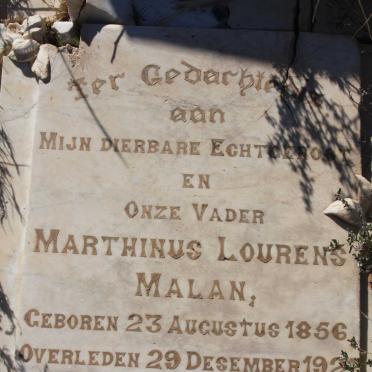 Ter Gedachtenis
aan
MIJN DIERBARE ECHTGENOOT
EN
ONZE VADER
MARTHINUS LOURENS
MALAN,
GEBOREN 23 AUGUSTUS 1856
OVERLEDEN 29 DESEMBER